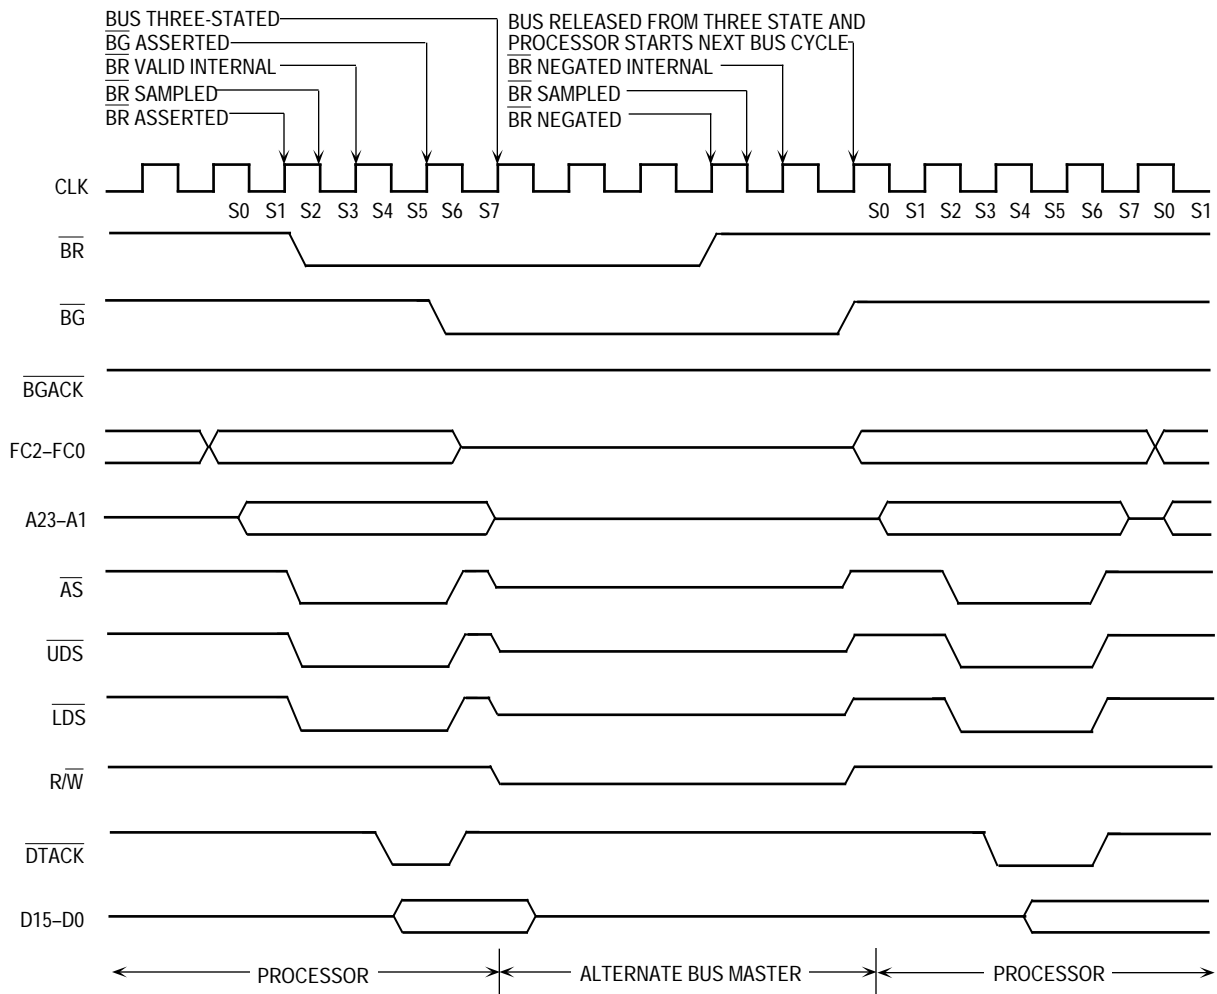 BUS THREE-STATED
BG ASSERTED
BR VALID INTERNAL
BR SAMPLED
BR ASSERTED
BUS RELEASED FROM THREE STATE AND
PROCESSOR STARTS NEXT BUS CYCLE
BR NEGATED INTERNAL
BR SAMPLED
BR NEGATED
CLK
S0 S1 S2 S3 S4 S5 S6 S7 S0 S1 S2 S3 S4 S5 S6 S7 S0 S1
BR
BG
BGACK
FC2–FC0
A23–A1
AS
UDS
LDS
R/W
DTACK
D15–D0
PROCESSOR ALTERNATE BUS MASTER PROCESSOR